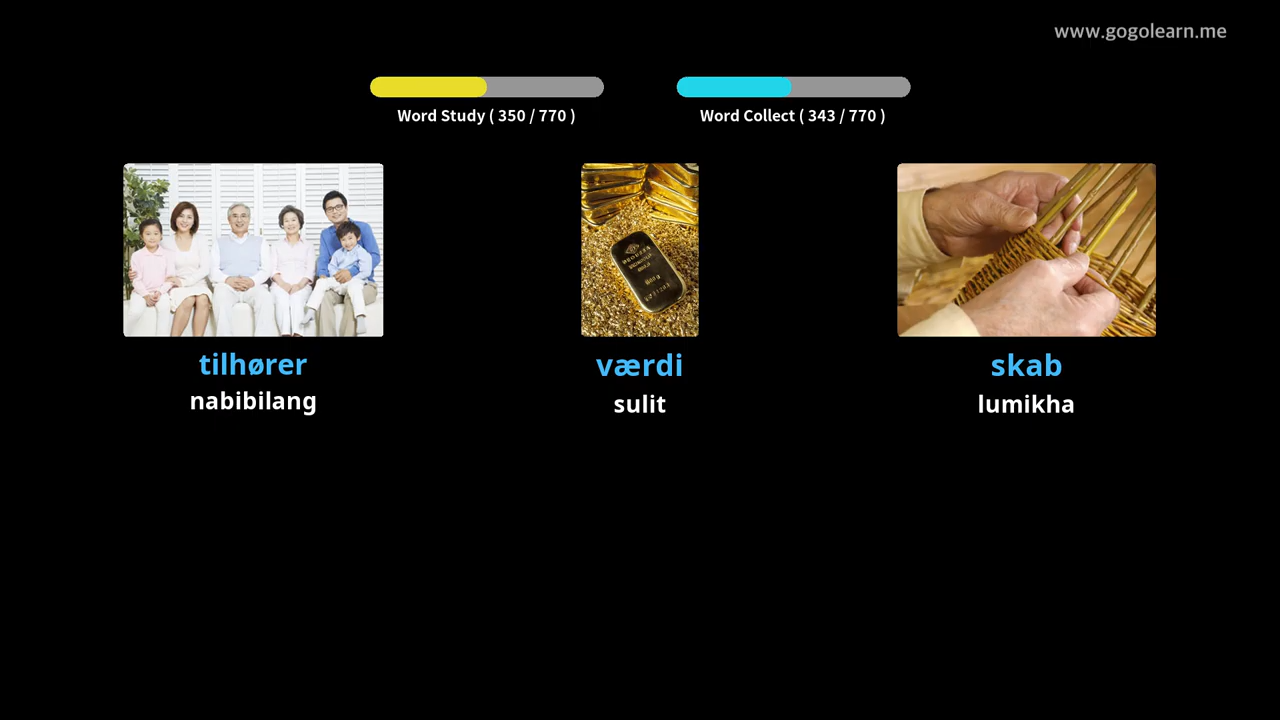 www.gogolearn.me
Word Study ( 350 / 770 )
Word Collect ( 343 / 770 )
tilhører
værdi
skab
nabibilang
sulit
lumikha